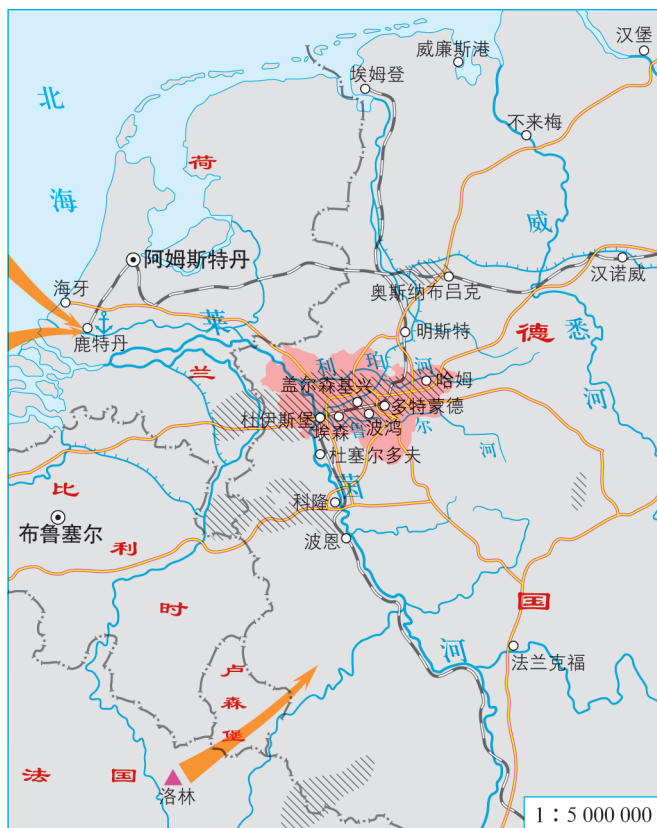 汉堡
威廉斯港
埃姆登
北海
不来梅
荷兰
威悉河
阿姆斯特丹
汉诺威
海牙
奥斯纳布吕克
莱茵河
鹿特丹
明斯特
德国
利珀河
哈姆
盖尔森基兴
多特蒙德
杜伊斯堡
埃森
波鸿
鲁尔河
杜塞尔多夫
比利时
科隆
布鲁塞尔
波恩
法兰克福
卢森堡
法国
洛林
1∶5 000 000